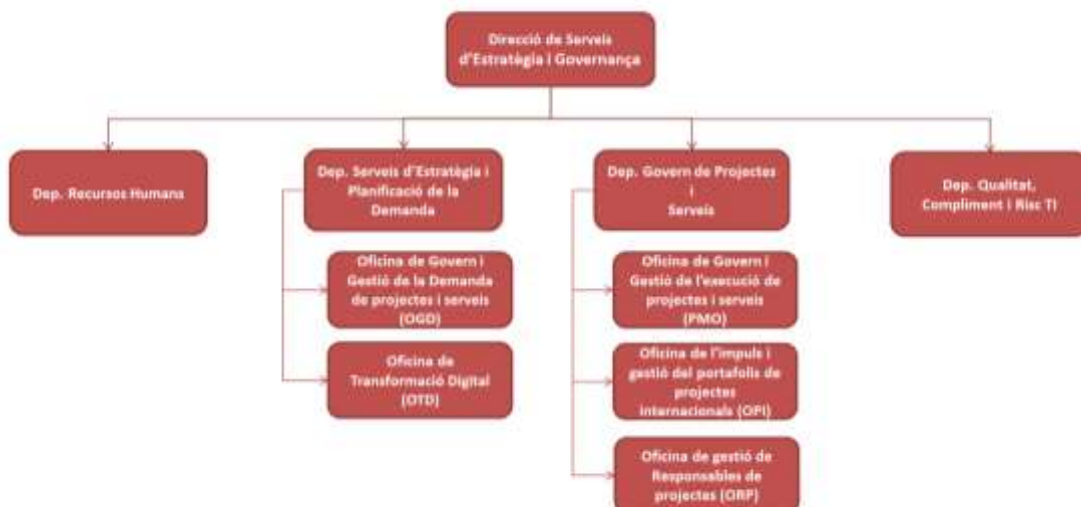 Direcció de Serveis
d'Estratègia i Governança
Dep. Recursos Humans
Dep. Serveis d'Estratègia i
Planificació de la
Demanda
Dep. Govern de Projectes
i
Serveis
Dep. Qualitat,
Compliment i Risc TI
Oficina de Govern i
Gestió de la Demanda
de projectes i serveis
(OGD)
Oficina de Govern i
Gestió de l'execució de
projectes i serveis
(PMO)
Oficina de
Transformació Digital
(OTD)
Oficina de l'impuls i
gestió del portafolis de
projectes
internacionals (OPI)
Oficina de gestió de
Responsables de
projectes (ORP)